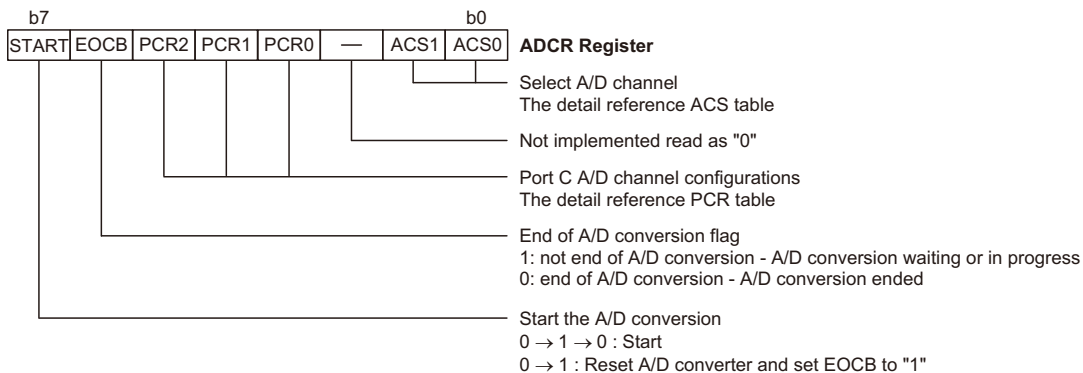 b7 b0
START EOCB PCR2 PCR1 PCR0 — ACS1 ACS0 ADCR Register
Select A/D channel
The detail reference ACS table
Not implemented read as "0"
Port C A/D channel configurations
The detail reference PCR table
End of A/D conversion flag
1: not end of A/D conversion - A/D conversion waiting or in progress
0: end of A/D conversion - A/D conversion ended
Start the A/D conversion
0 → 1 → 0 : Start
0 → 1 : Reset A/D converter and set EOCB to "1"